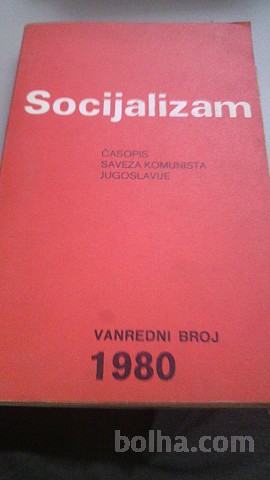 Socijalizam
ČASOPIS
SAVEZA KOMUNISTA
JUGOSLAVIJE
VANREDNI BROJ
1980
bolha.com